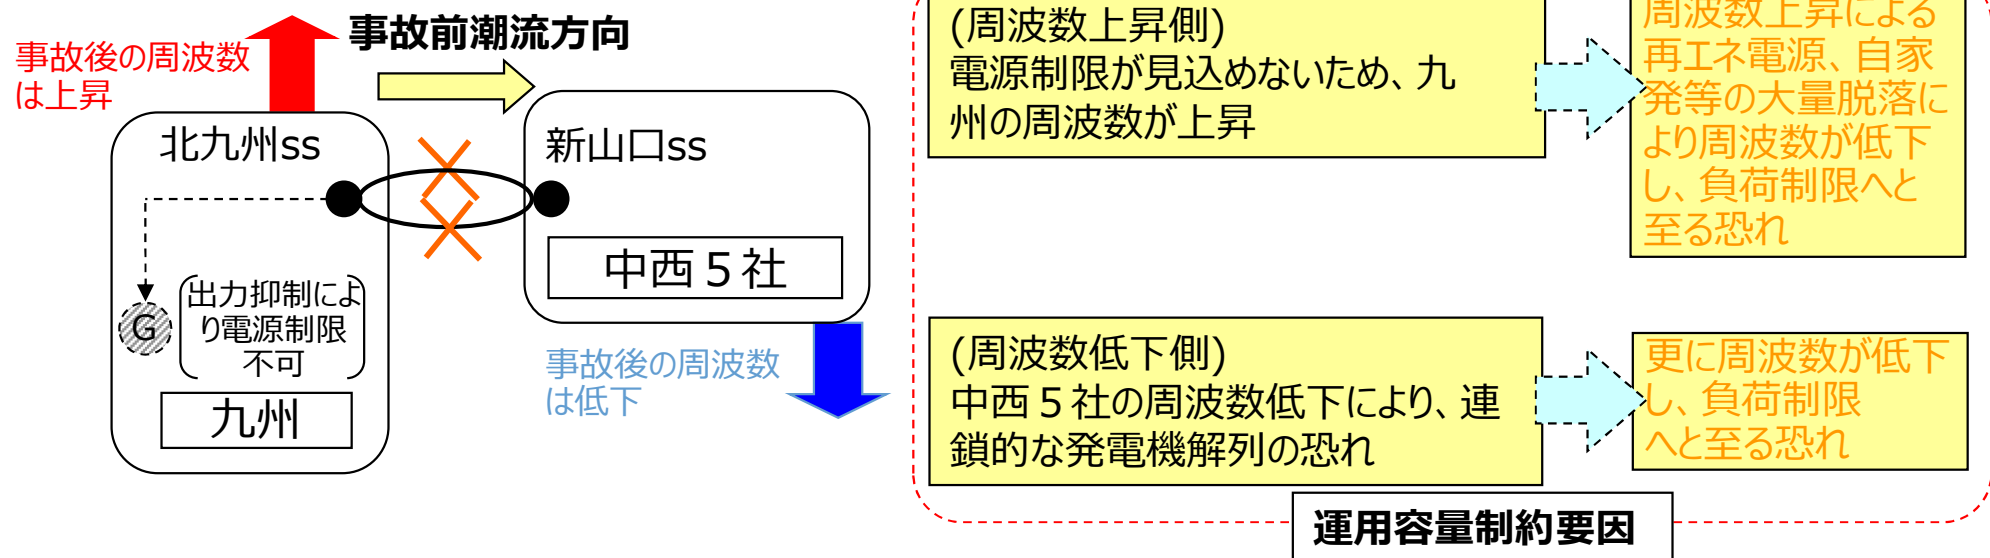 事故後の周波数
は上昇
事故前潮流方向
北九州ss
新山口ss
中西５社
G
出力抑制によ
り電源制限
不可
九州
事故後の周波数
は低下
(周波数上昇側)
電源制限が見込めないため、九
州の周波数が上昇
周波数上昇による
再エネ電源、自家
発等の大量脱落に
より周波数が低下
し、負荷制限へと
至る恐れ
(周波数低下側)
中西５社の周波数低下により、連
鎖的な発電機解列の恐れ
更に周波数が低下
し、負荷制限
へと至る恐れ
運用容量制約要因